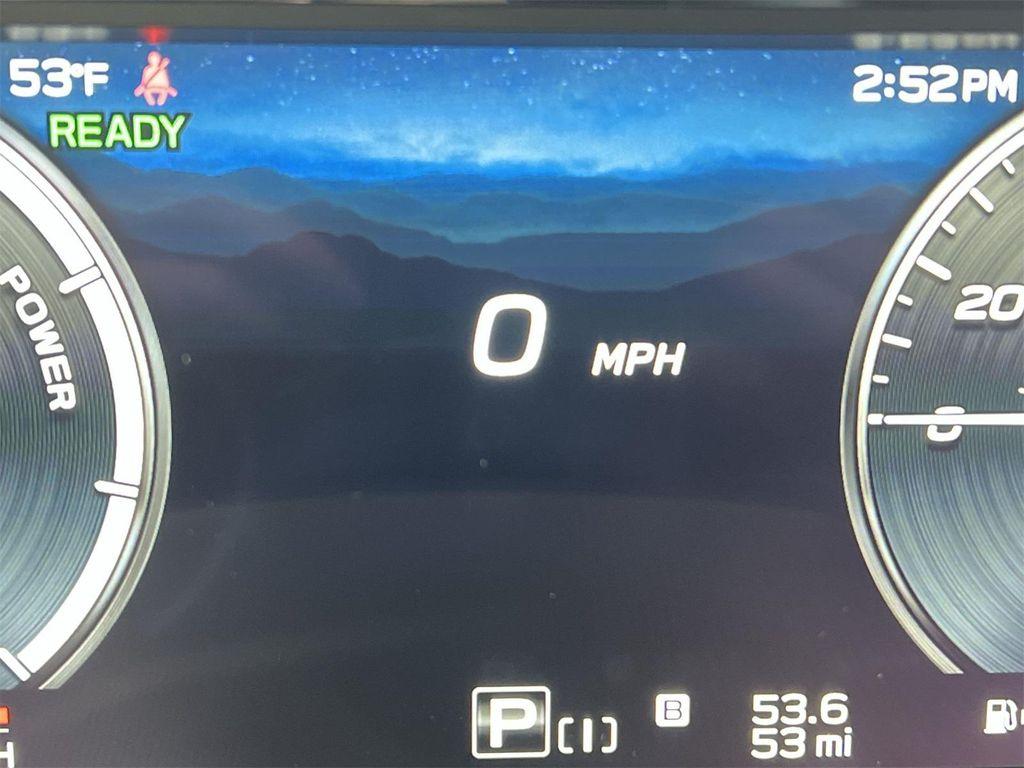 53°F
2:52PM
READY
POWER
20
0
MPH
0
P
(I)
B
53.6
53 mi
H